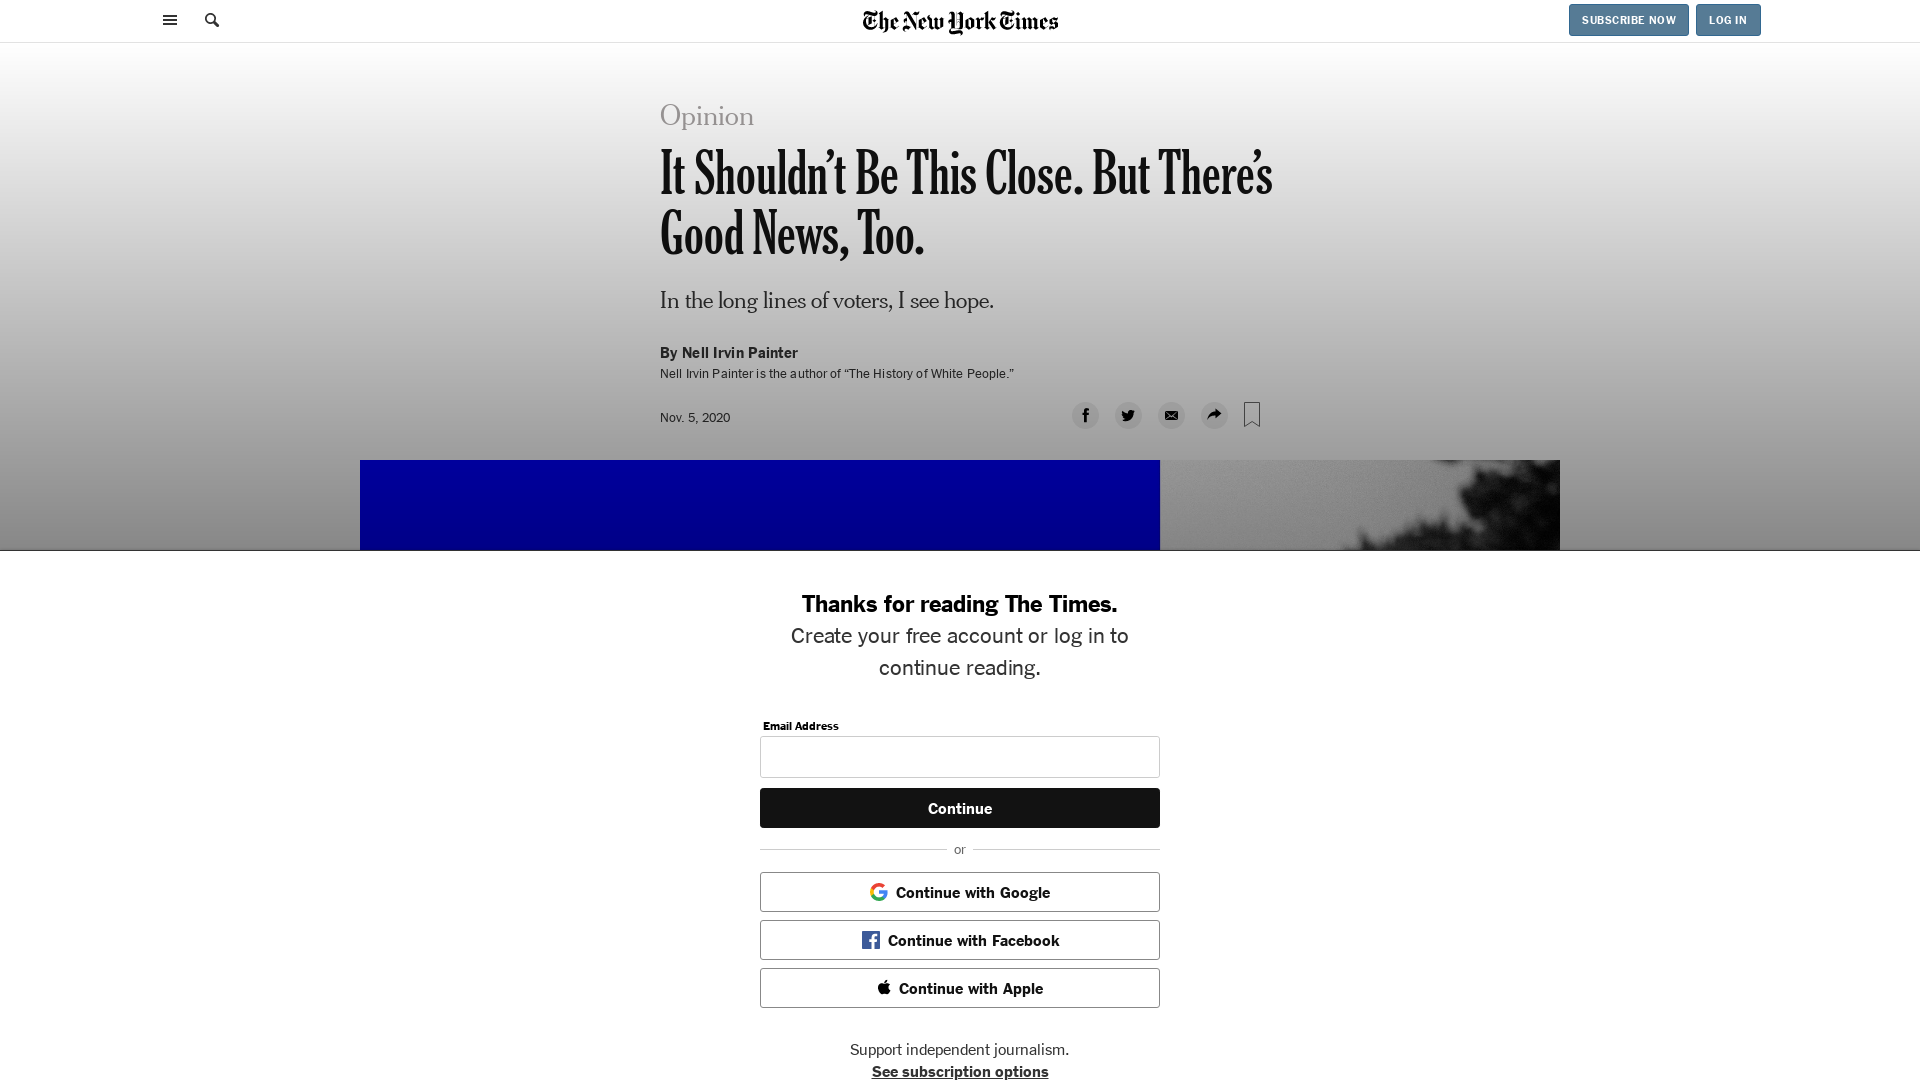 The New York Times
SUBSCRIBE NOW
LOG IN
Opinion
It Shouldn’t Be This Close. But There’s
Good News, Too.
In the long lines of voters, I see hope.
By Nell Irvin Painter
Nell Irvin Painter is the author of “The History of White People.”
Nov. 5, 2020
Thanks for reading The Times.
Create your free account or log in to
continue reading.
Email Address
Continue
or
Continue with Google
Continue with Facebook
Continue with Apple
Support independent journalism.
See subscription options